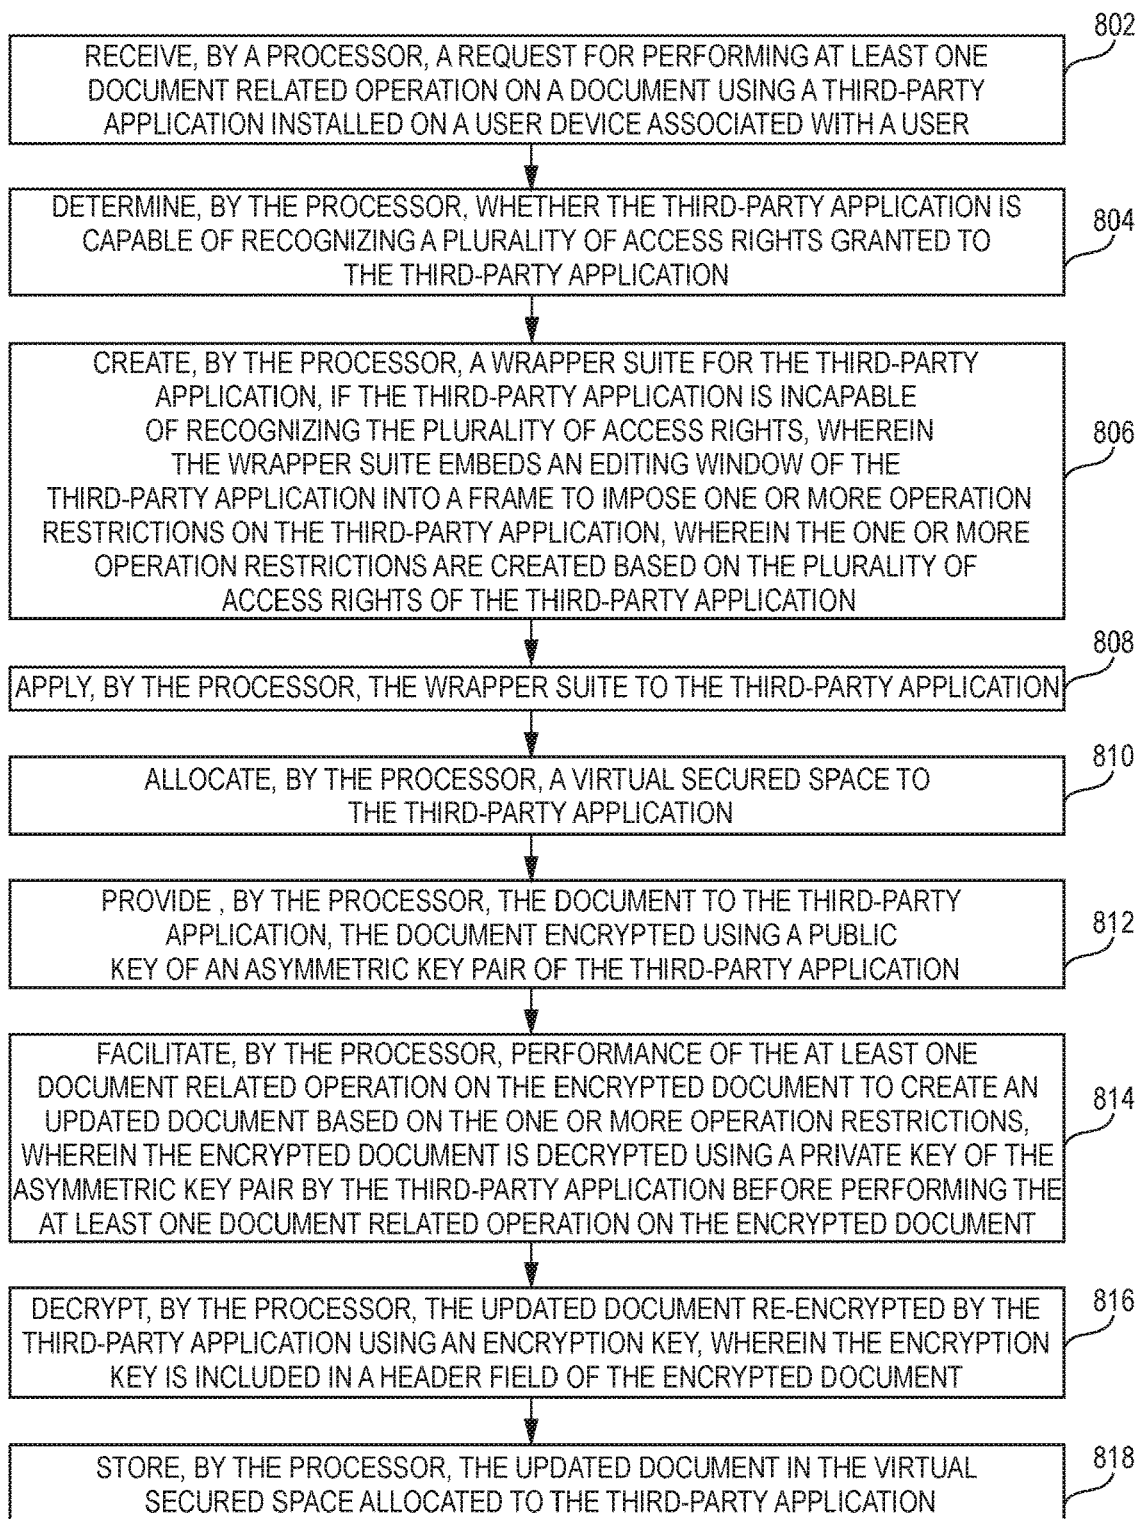 802
RECEIVE, BY A PROCESSOR, A REQUEST FOR PERFORMING AT LEAST ONE
DOCUMENT RELATED OPERATION ON A DOCUMENT USING A THIRD-PARTY
APPLICATION INSTALLED ON A USER DEVICE ASSOCIATED WITH A USER
804
DETERMINE, BY THE PROCESSOR, WHETHER THE THIRD-PARTY APPLICATION IS
CAPABLE OF RECOGNIZING A PLURALITY OF ACCESS RIGHTS GRANTED TO
THE THIRD-PARTY APPLICATION
806
CREATE, BY THE PROCESSOR, A WRAPPER SUITE FOR THE THIRD-PARTY
APPLICATION, IF THE THIRD-PARTY APPLICATION IS INCAPABLE
OF RECOGNIZING THE PLURALITY OF ACCESS RIGHTS, WHEREIN
THE WRAPPER SUITE EMBEDS AN EDITING WINDOW OF THE
THIRD-PARTY APPLICATION INTO A FRAME TO IMPOSE ONE OR MORE OPERATION
RESTRICTIONS ON THE THIRD-PARTY APPLICATION, WHEREIN THE ONE OR MORE
OPERATION RESTRICTIONS ARE CREATED BASED ON THE PLURALITY OF
ACCESS RIGHTS OF THE THIRD-PARTY APPLICATION
808
APPLY, BY THE PROCESSOR, THE WRAPPER SUITE TO THE THIRD-PARTY APPLICATION
810
ALLOCATE, BY THE PROCESSOR, A VIRTUAL SECURED SPACE TO
THE THIRD-PARTY APPLICATION
812
PROVIDE , BY THE PROCESSOR, THE DOCUMENT TO THE THIRD-PARTY
APPLICATION, THE DOCUMENT ENCRYPTED USING A PUBLIC
KEY OF AN ASYMMETRIC KEY PAIR OF THE THIRD-PARTY APPLICATION
814
FACILITATE, BY THE PROCESSOR, PERFORMANCE OF THE AT LEAST ONE
DOCUMENT RELATED OPERATION ON THE ENCRYPTED DOCUMENT TO CREATE AN
UPDATED DOCUMENT BASED ON THE ONE OR MORE OPERATION RESTRICTIONS,
WHEREIN THE ENCRYPTED DOCUMENT IS DECRYPTED USING A PRIVATE KEY OF THE
ASYMMETRIC KEY PAIR BY THE THIRD-PARTY APPLICATION BEFORE PERFORMING THE
AT LEAST ONE DOCUMENT RELATED OPERATION ON THE ENCRYPTED DOCUMENT
816
DECRYPT, BY THE PROCESSOR, THE UPDATED DOCUMENT RE-ENCRYPTED BY THE
THIRD-PARTY APPLICATION USING AN ENCRYPTION KEY, WHEREIN THE ENCRYPTION
KEY IS INCLUDED IN A HEADER FIELD OF THE ENCRYPTED DOCUMENT
818
STORE, BY THE PROCESSOR, THE UPDATED DOCUMENT IN THE VIRTUAL
SECURED SPACE ALLOCATED TO THE THIRD-PARTY APPLICATION